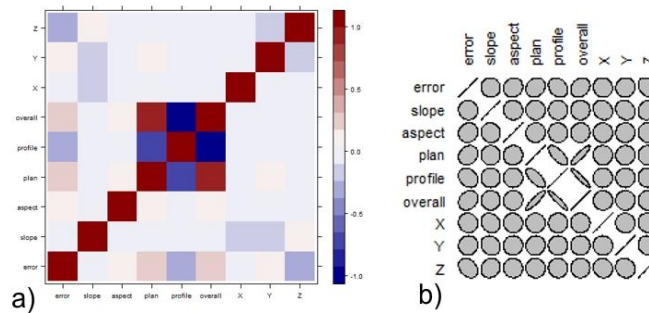 Z
Y
X
overall
profile
plan
aspect
slope
error
error slope aspect plan profile overall X Y Z
1.0
0.5
0.0
-0.5
-1.0
a)
error slope aspect plan profile overall X Y Z
error
slope
aspect
plan
profile
overall
X
Y
Z
b)